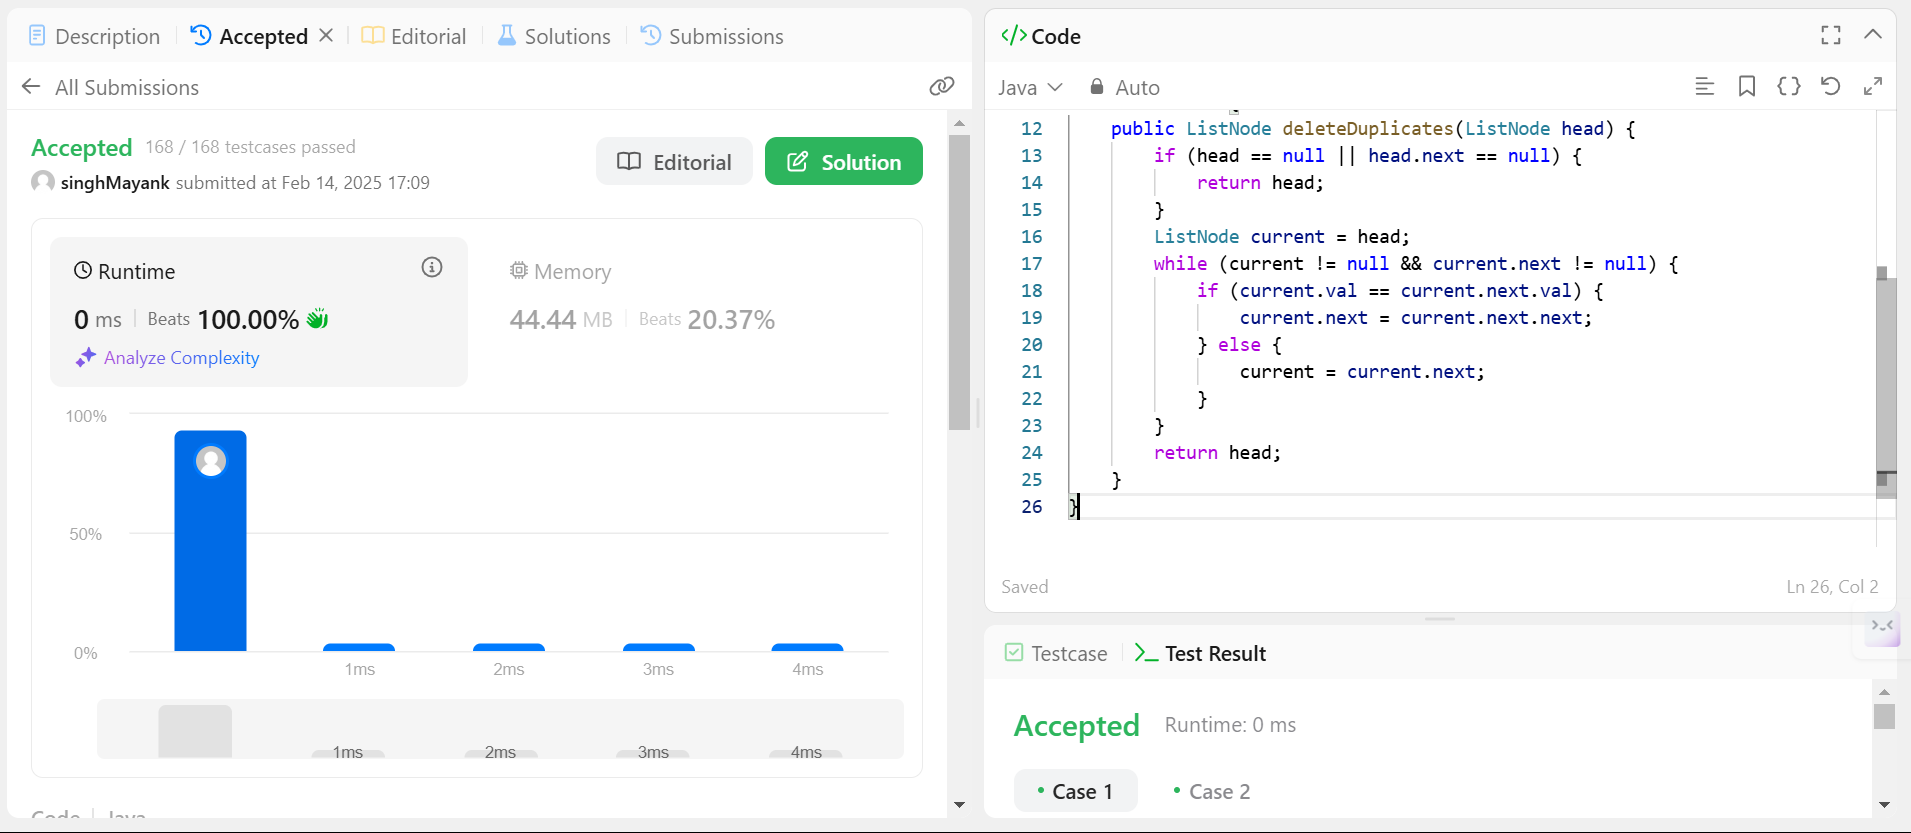 Description Accepted Editorial Solutions Submissions
All Submissions
Accepted 168 / 168 testcases passed
singhMayank submitted at Feb 14, 2025 17:09
Editorial
Solution
Runtime
0 ms Beats 100.00%
Analyze Complexity
Memory
44.44 MB Beats 20.37%
100%
50%
0%
1ms 2ms 3ms 4ms
1ms 2ms 3ms 4ms
Code Java
</> Code
Java Auto
12 public ListNode deleteDuplicates(ListNode head) {
13 if (head == null || head.next == null) {
14 return head;
15 }
16 ListNode current = head;
17 while (current != null && current.next != null) {
18 if (current.val == current.next.val) {
19 current.next = current.next.next;
20 } else {
21 current = current.next;
22 }
23 }
24 return head;
25 }
26 }
Saved Ln 26, Col 2
Testcase Test Result
Accepted Runtime: 0 ms
Case 1 Case 2